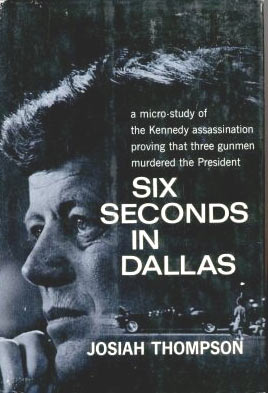 a micro-study of
the Kennedy assassination
proving that three gunmen
murdered the President
SIX
SECONDS
IN
DALLAS
JOSIAH THOMPSON